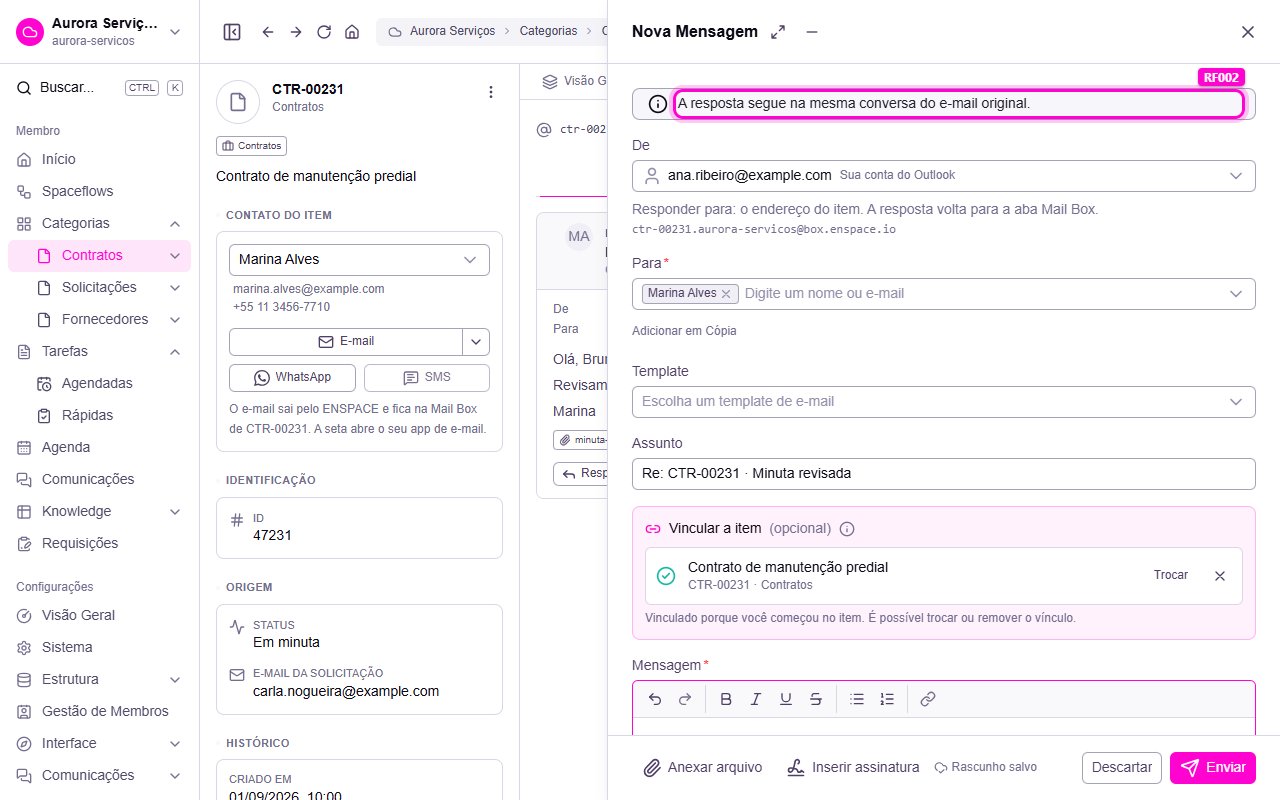 Aurora Serviç...
aurora-servicos
Buscar...
CTRL
K
Membro
Início
Spaceflows
Categorias
Contratos
Solicitações
Fornecedores
Tarefas
Agendadas
Rápidas
Agenda
Comunicações
Knowledge
Requisições
Configurações
Visão Geral
Sistema
Estrutura
Gestão de Membros
Interface
Comunicações
Aurora Serviços
Categorias
CTR-00231
Contratos
Contratos
Contrato de manutenção predial
CONTATO DO ITEM
Marina Alves
marina.alves@example.com
+55 11 3456-7710
E-mail
WhatsApp
SMS
O e-mail sai pelo ENSPACE e fica na Mail Box
de CTR-00231. A seta abre o seu app de e-mail.
IDENTIFICAÇÃO
ID
47231
ORIGEM
STATUS
Em minuta
E-MAIL DA SOLICITAÇÃO
carla.nogueira@example.com
HISTÓRICO
CRIADO EM
01/09/2026, 10:00
Visão G
ctr-002
MA
De
Para
Olá, Brun
Revisam
Marina
minuta-
Resp
Nova Mensagem
RF002
A resposta segue na mesma conversa do e-mail original.
De
ana.ribeiro@example.com Sua conta do Outlook
Responder para: o endereço do item. A resposta volta para a aba Mail Box.
ctr-00231.aurora-servicos@box.enspace.io
Para*
Marina Alves
Digite um nome ou e-mail
Adicionar em Cópia
Template
Escolha um template de e-mail
Assunto
Re: CTR-00231 · Minuta revisada
Vincular a item (opcional)
Contrato de manutenção predial
CTR-00231 · Contratos
Trocar
Vinculado porque você começou no item. É possível trocar ou remover o vínculo.
Mensagem*
Anexar arquivo
Inserir assinatura
Rascunho salvo
Descartar
Enviar